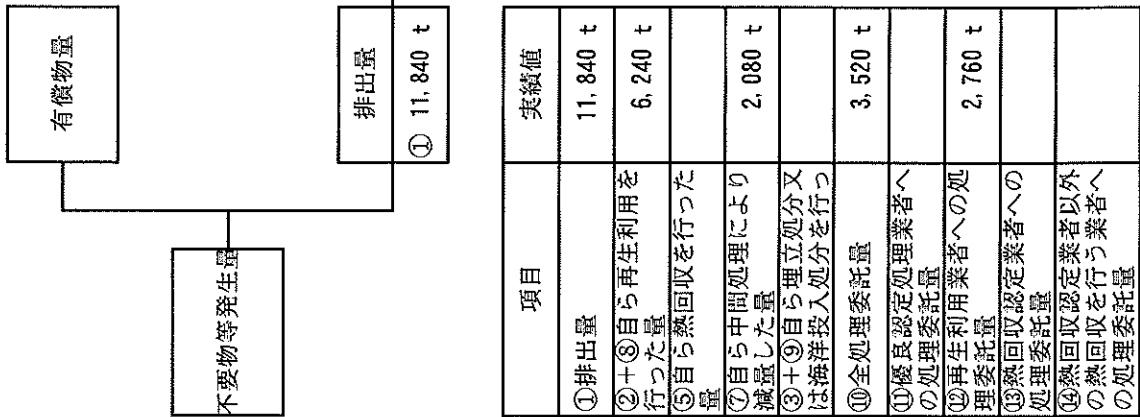 有償物量
不要物等発生量
排出量
① 11,840 t
項目
実績値
①排出量
11,840 t
②+⑧自ら再生利用を
行った量
6,240 t
⑤自ら熱回収を行った
量
⑦自ら中間処理により
減量した量
2,080 t
③+⑨自ら埋立処分又
は海洋投入処分を行っ
⑩全処理委託量
3,520 t
⑪優良認定処理業者へ
の処理委託量
⑫再生利用業者への処
理委託量
2,760 t
⑬熱回収認定業者への
処理委託量
⑭熱回収認定業者以外
の熱回収を行う業者へ
の処理委託量